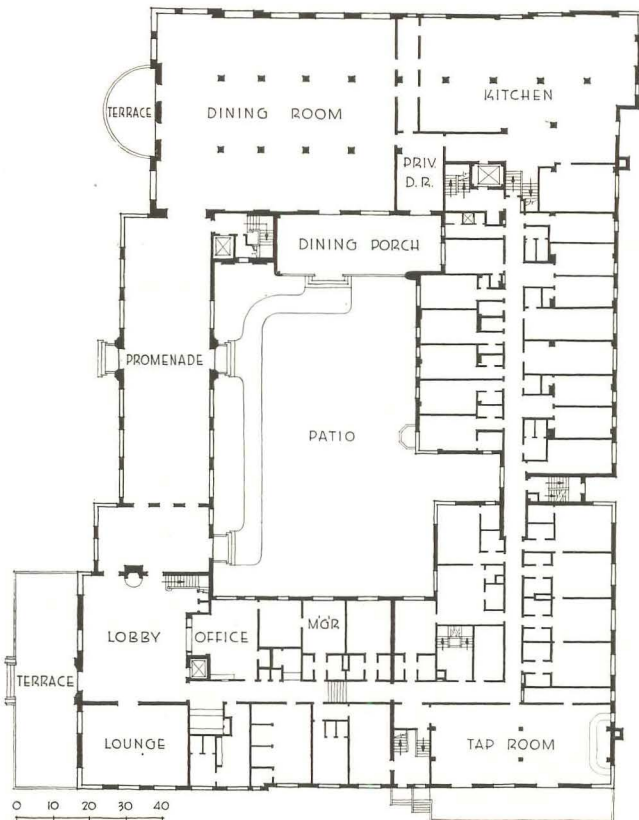 TERRACE
DINING ROOM
KITCHEN
PRIV.
D.R.
DINING PORCH
PROMENADE
PATIO
LOBBY
OFFICE
MGR
TERRACE
LOUNGE
TAP ROOM
0 10 20 30 40